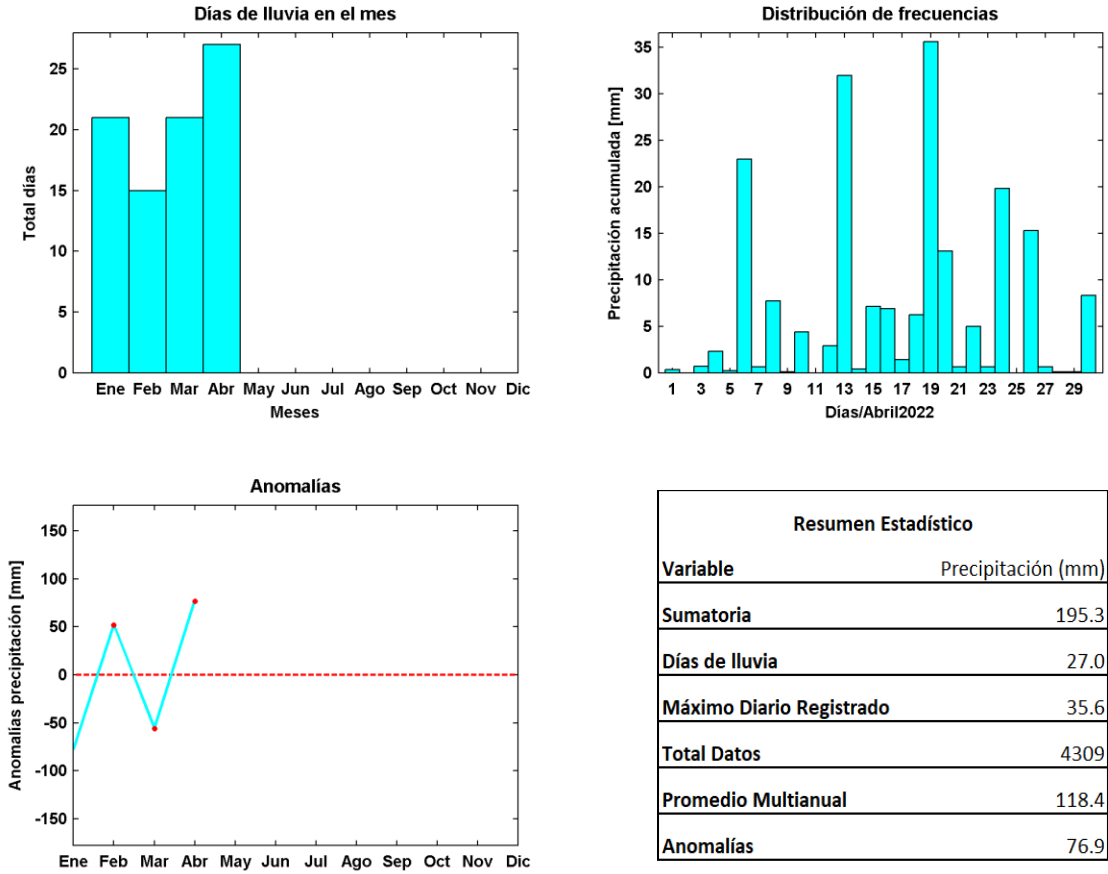 Días de lluvia en el mes
Total días
25
20
15
10
5
0
Ene Feb Mar Abr May Jun Jul Ago Sep Oct Nov Dic
Meses
Distribución de frecuencias
Precipitación acumulada [mm]
35
30
25
20
15
10
5
0
1 3 5 7 9 11 13 15 17 19 21 23 25 27 29
Días/Abril2022
Anomalías
Anomalías precipitación [mm]
150
100
50
0
-50
-100
-150
Ene Feb Mar Abr May Jun Jul Ago Sep Oct Nov Dic
Resumen Estadístico
Variable Precipitación (mm)
Sumatoria 195.3
Días de lluvia 27.0
Máximo Diario Registrado 35.6
Total Datos 4309
Promedio Multianual 118.4
Anomalías 76.9